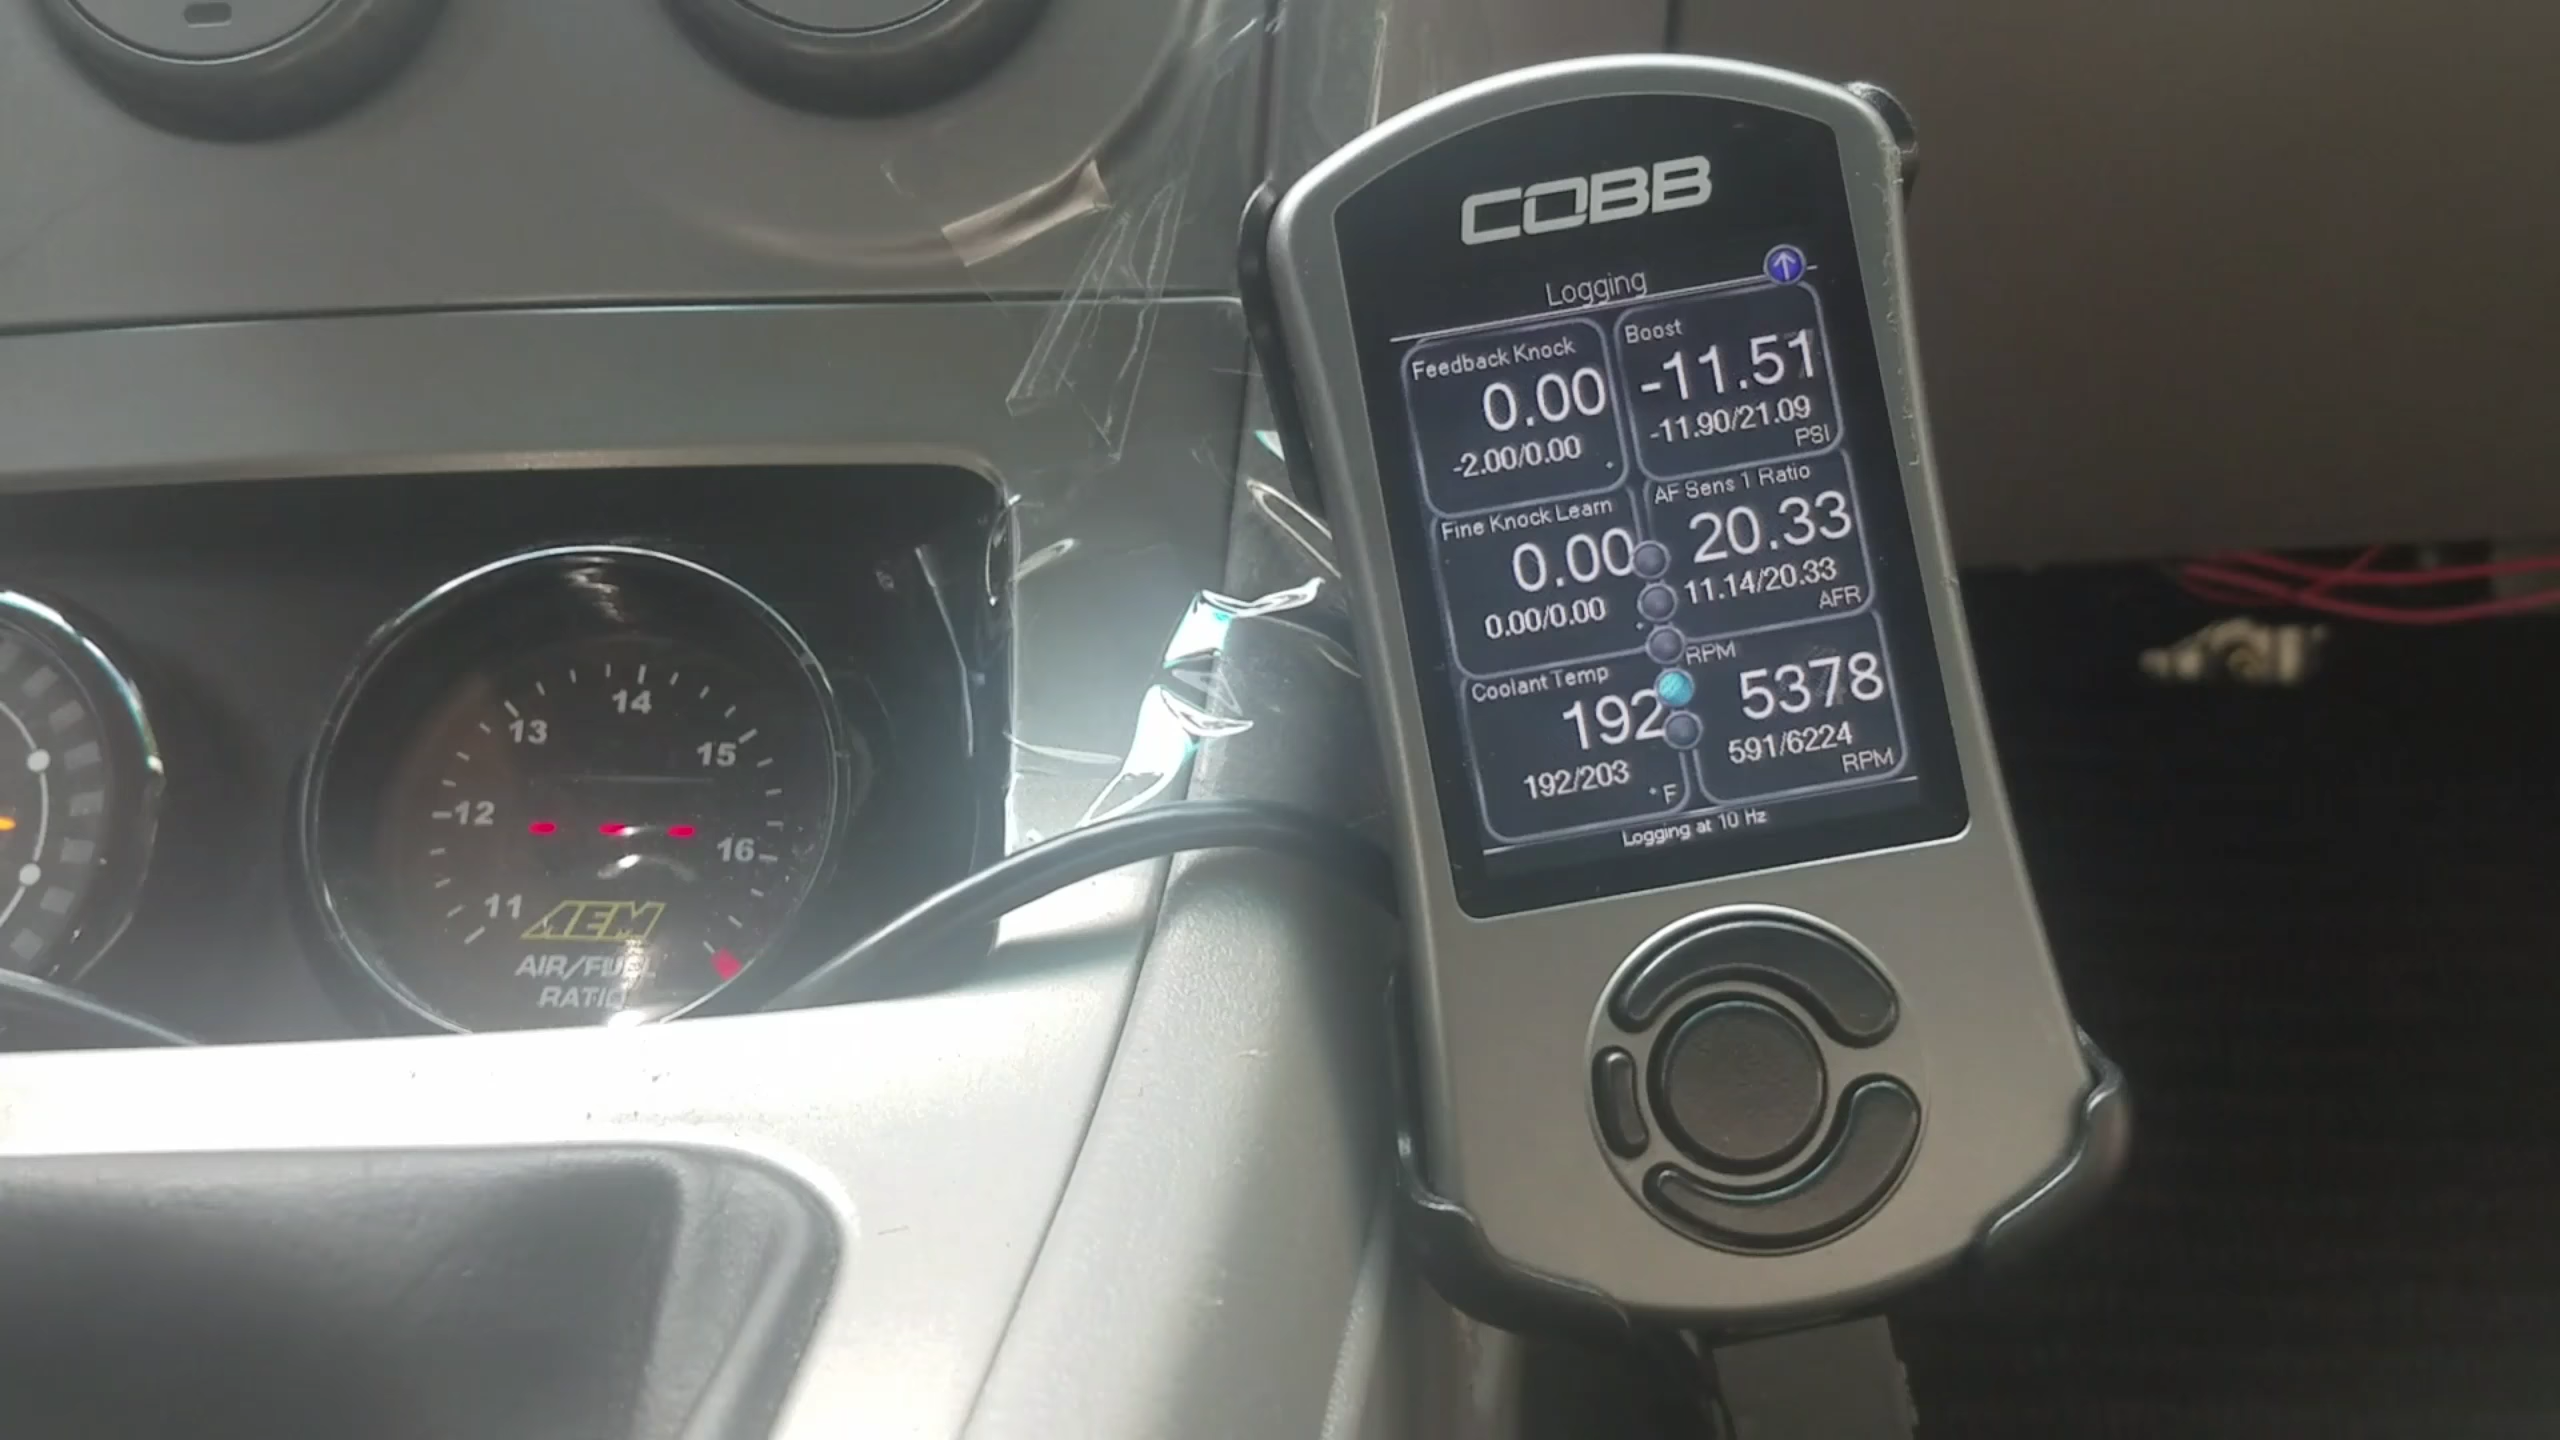 14
13
15
12
16
11
AEM
AIR/FUEL
RATIO
---
COBB
Logging
Feedback Knock
0.00
-2.00/0.00
°
Boost
-11.51
-11.90/21.09
PSI
Fine Knock Learn
0.00
0.00/0.00
°
AF Sens 1 Ratio
20.33
11.14/20.33
AFR
Coolant Temp
192
192/203
°F
RPM
5378
591/6224
RPM
Logging at 10 Hz